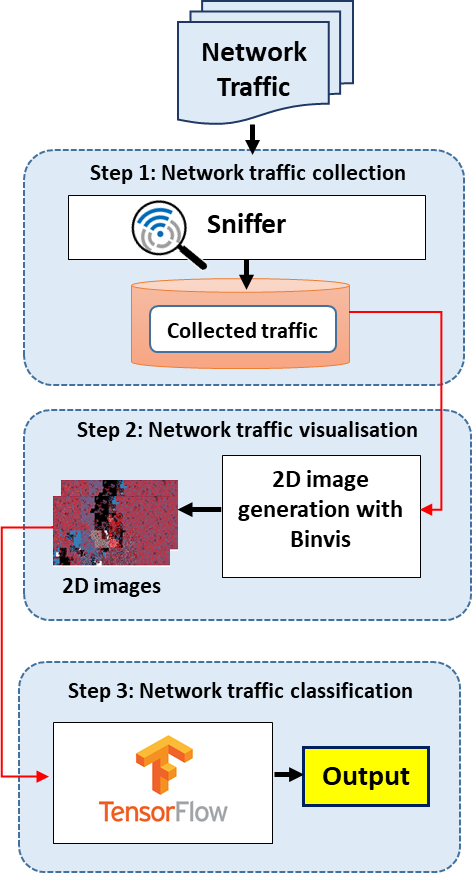 Network
Traffic
Step 1: Network traffic collection
Sniffer
Collected traffic
Step 2: Network traffic visualisation
2D image
generation with
Binvis
2D images
Step 3: Network traffic classification
TensorFlow
Output